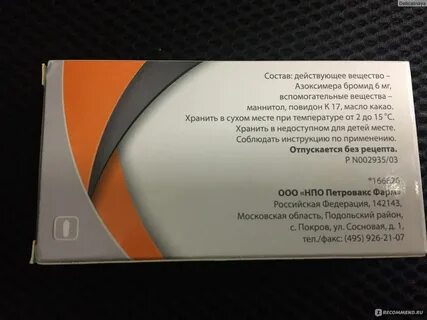 Состав: действующее вещество –
Азоксимера бромид 6 мг,
вспомогательные вещества –
маннитол, повидон К 17, масло какао.
Хранить в сухом месте при температуре от 2 до 15 °С.
Хранить в недоступном для детей месте.
Соблюдать инструкцию по применению.
Отпускается без рецепта.
Р N002935/03
ООО «НПО Петровакс Фарм»
Российская Федерация, 142143,
Московская область, Подольский район,
с. Покров, ул. Сосновая, д. 1,
тел./факс: (495) 926-21-07
RECOMMEND.RU